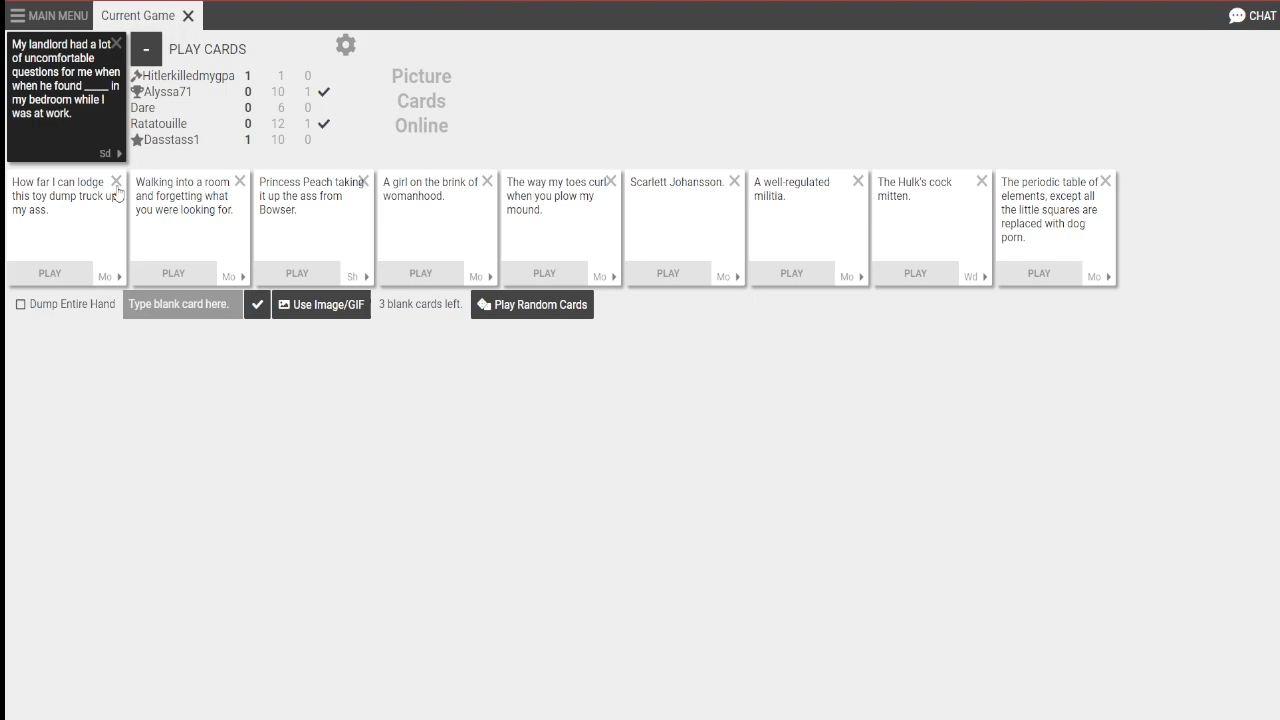 MAIN MENU
Current Game
CHAT
My landlord had a lot
of uncomfortable
questions for me when
when he found _____ in
my bedroom while I
was at work.
Sd
-
PLAY CARDS
Hitlerkilledmygpa 1 1 0
Alyssa71 0 10 1
Dare 0 6 0
Ratatouille 0 12 1
Dasstass1 1 10 0
Picture
Cards
Online
How far I can lodge
this toy dump truck up
my ass.
PLAY
Mo
Walking into a room
and forgetting what
you were looking for.
PLAY
Mo
Princess Peach taking
it up the ass from
Bowser.
PLAY
Sh
A girl on the brink of
womanhood.
PLAY
Mo
The way my toes curl
when you plow my
mound.
PLAY
Mo
Scarlett Johansson.
PLAY
Mo
A well-regulated
militia.
PLAY
Mo
The Hulk's cock
mitten.
PLAY
Wd
The periodic table of
elements, except all
the little squares are
replaced with dog
porn.
PLAY
Mo
Dump Entire Hand
Type blank card here.
Use Image/GIF
3 blank cards left.
Play Random Cards